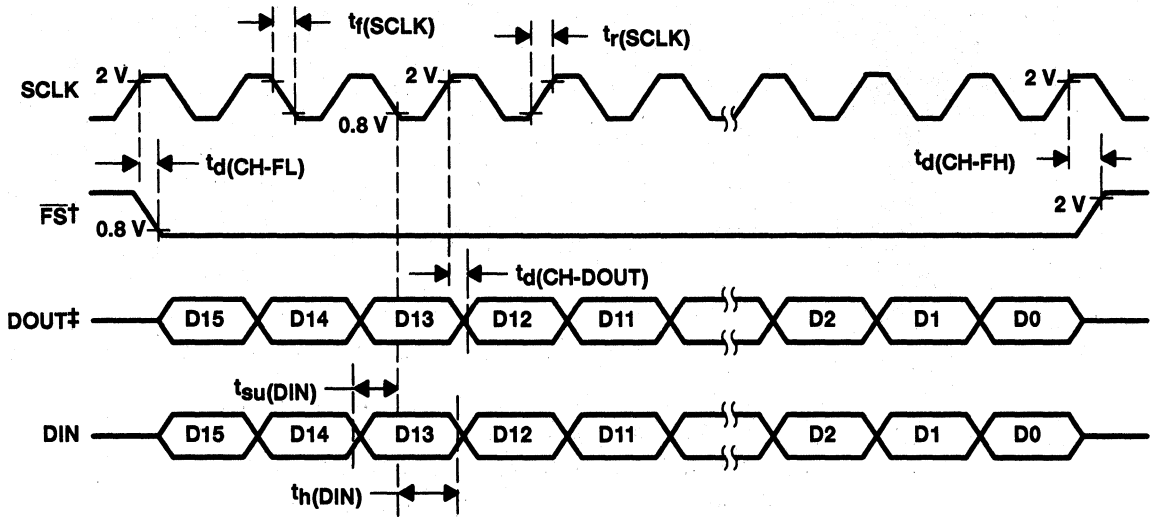 tf(SCLK)
tr(SCLK)
SCLK
2 V
0.8 V
2 V
2 V
td(CH-FL)
td(CH-FH)
FS†
0.8 V
2 V
td(CH-DOUT)
DOUT‡
D15 D14 D13 D12 D11 D2 D1 D0
tsu(DIN)
DIN
D15 D14 D13 D12 D11 D2 D1 D0
th(DIN)